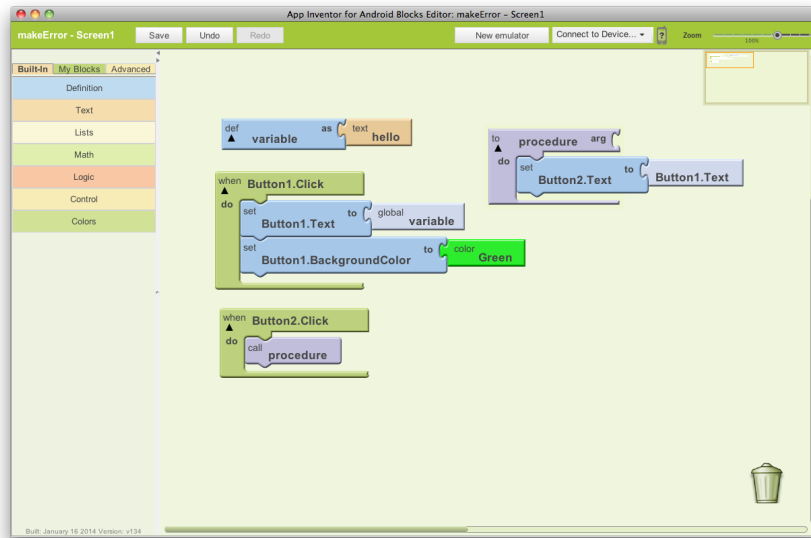 App Inventor for Android Blocks Editor: makeError - Screen1
makeError - Screen1 Save Undo Redo New emulator Connect to Device... ? Zoom
100%
Built-In My Blocks Advanced
Definition
Text
Lists
Math
Logic
Control
Colors
def variable as text hello
to procedure arg
do
set Button2.Text to Button1.Text
when Button1.Click
do
set Button1.Text to global variable
set Button1.BackgroundColor to color Green
when Button2.Click
do
call procedure
Built: January 16 2014 Version: v134